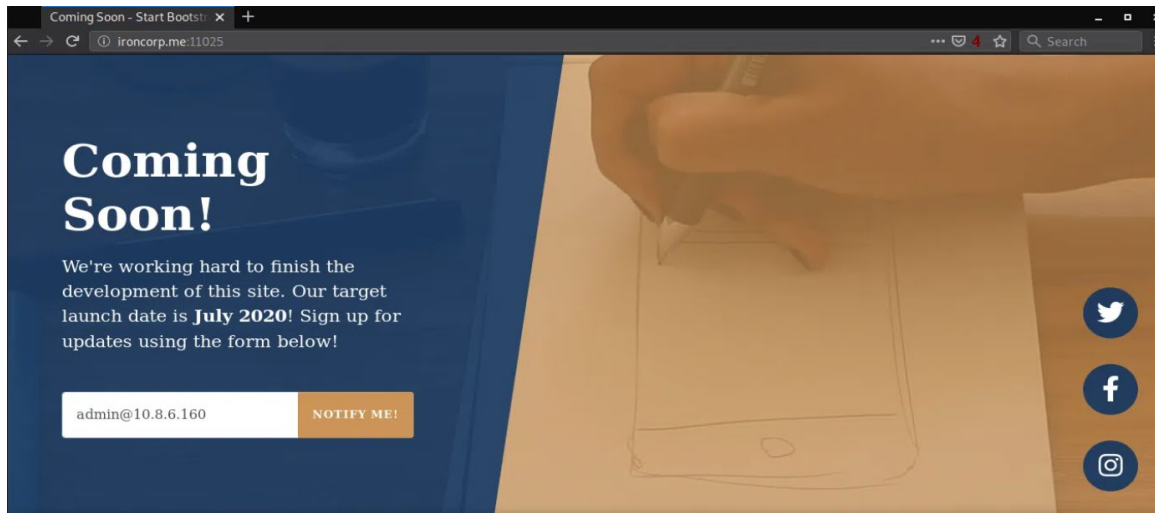 Coming Soon - Start Bootstr
ironcorp.me:11025
4
Search
Coming
Soon!
We're working hard to finish the
development of this site. Our target
launch date is July 2020! Sign up for
updates using the form below!
admin@10.8.6.160
NOTIFY ME!